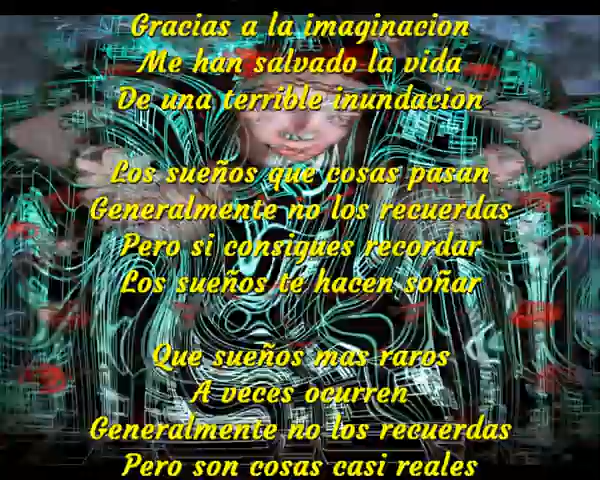 Gracias a la imaginacion
Me han salvado la vida
De una terrible inundacion
Los sueños que cosas pasan
Generalmente no los recuerdas
Pero si consigues recordar
Los sueños te hacen soñar
Que sueños mas raros
A veces ocurren
Generalmente no los recuerdas
Pero son cosas casi reales